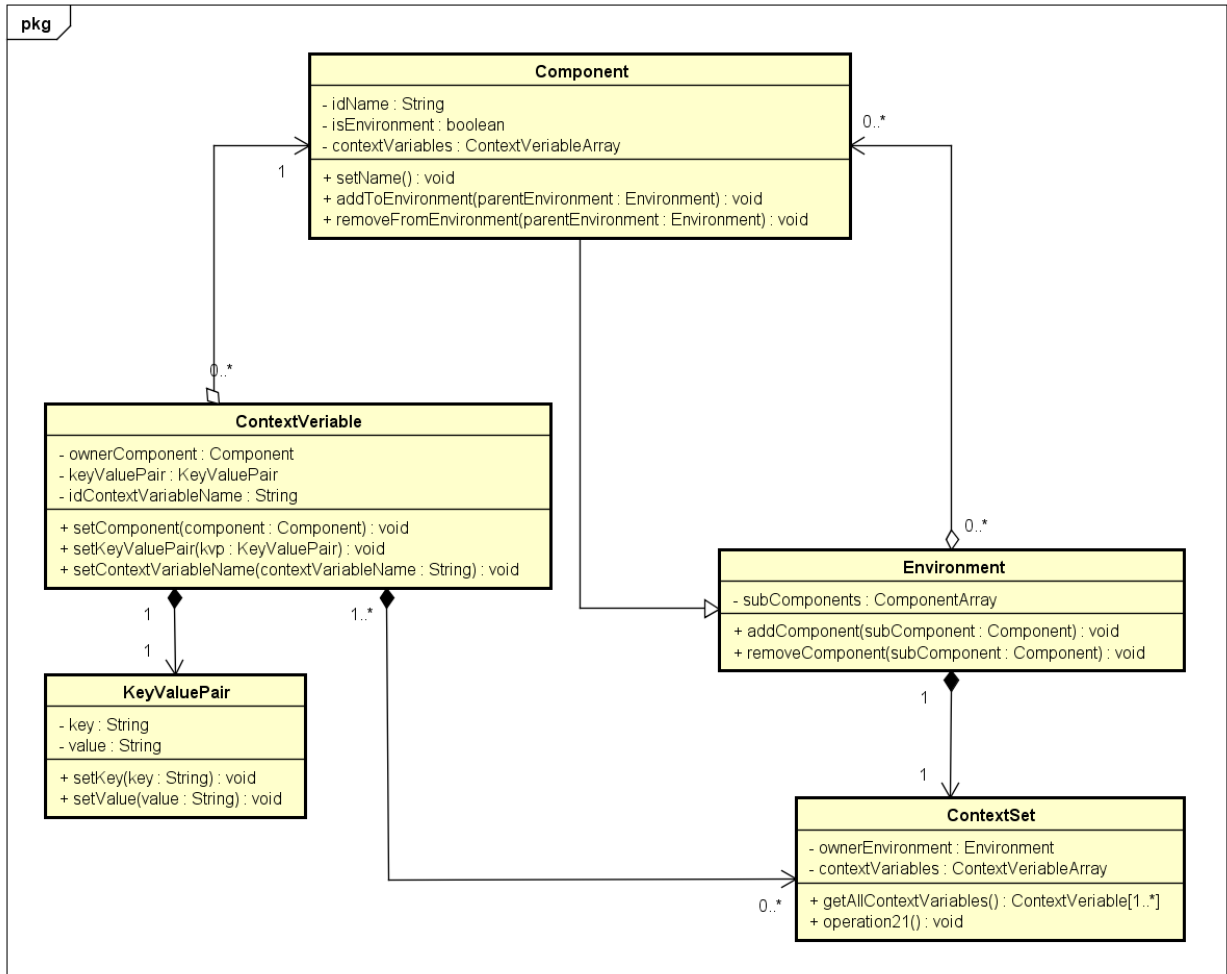 pkg
Component
- idName : String
- isEnvironment : boolean
- contextVariables : ContextVeriableArray
+ setName() : void
+ addToEnvironment(parentEnvironment : Environment) : void
+ removeFromEnvironment(parentEnvironment : Environment) : void
0..*
1
0..*
ContextVeriable
- ownerComponent : Component
- keyValuePair : KeyValuePair
- idContextVariableName : String
+ setComponent(component : Component) : void
+ setKeyValuePair(kvp : KeyValuePair) : void
+ setContextVariableName(contextVariableName : String) : void
0..*
Environment
- subComponents : ComponentArray
+ addComponent(subComponent : Component) : void
+ removeComponent(subComponent : Component) : void
1
1..*
1
KeyValuePair
- key : String
- value : String
+ setKey(key : String) : void
+ setValue(value : String) : void
1
1
ContextSet
- ownerEnvironment : Environment
- contextVariables : ContextVeriableArray
+ getAllContextVariables() : ContextVeriable[1..*]
+ operation21() : void
0..*